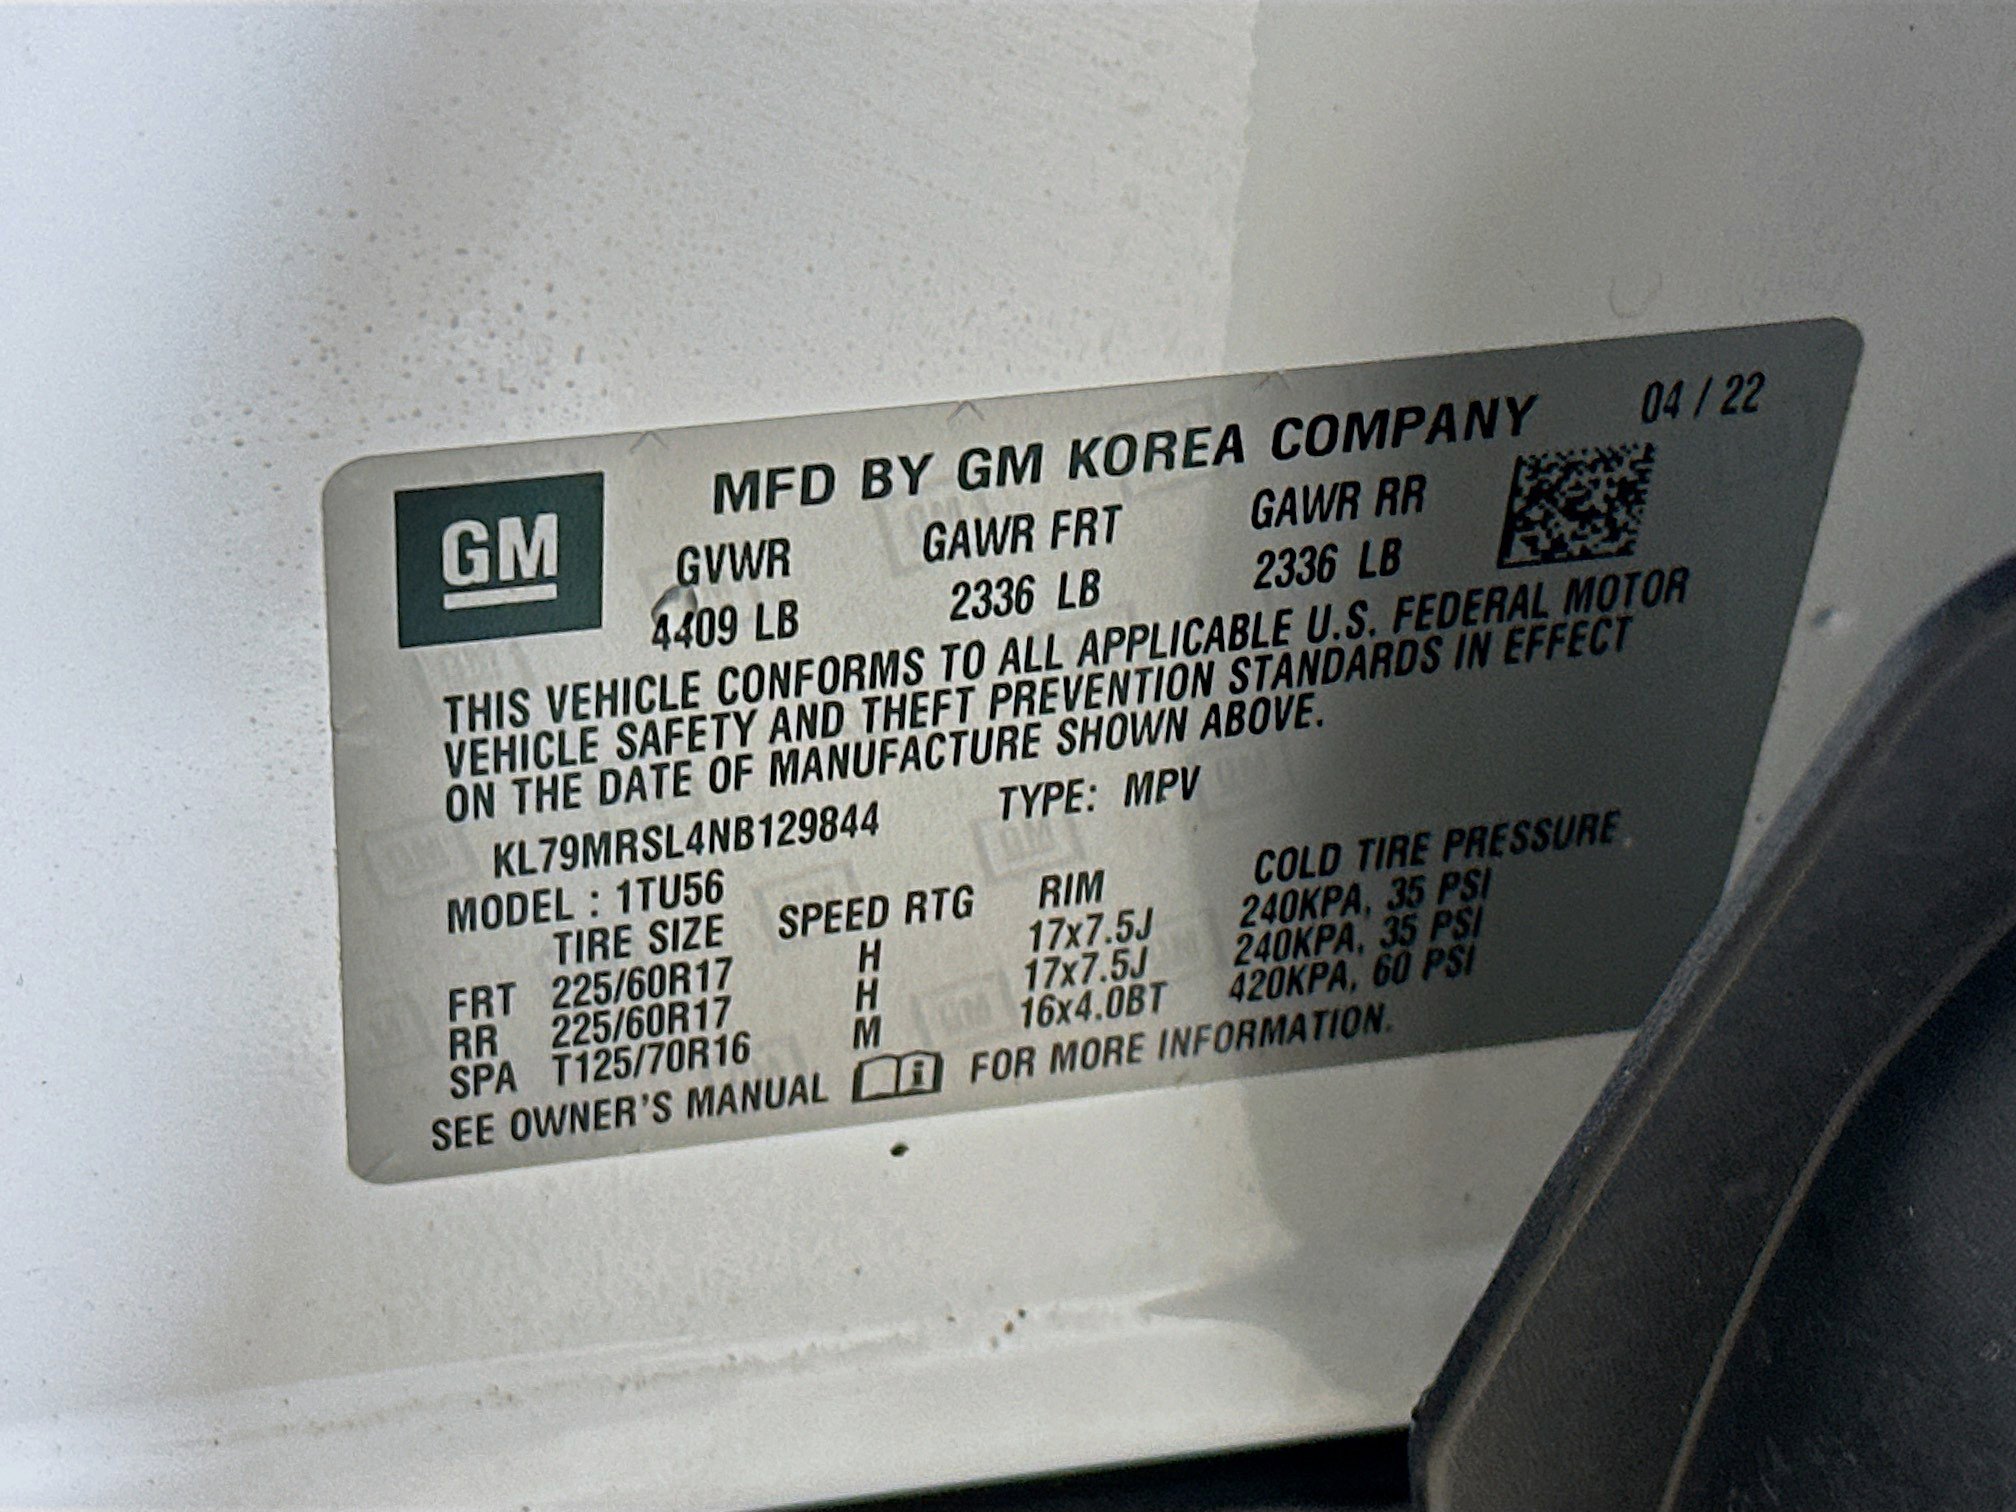 MFD BY GM KOREA COMPANY 04 / 22
GM
GVWR GAWR FRT GAWR RR
4409 LB 2336 LB 2336 LB
THIS VEHICLE CONFORMS TO ALL APPLICABLE U.S. FEDERAL MOTOR
VEHICLE SAFETY AND THEFT PREVENTION STANDARDS IN EFFECT
ON THE DATE OF MANUFACTURE SHOWN ABOVE.
KL79MRSL4NB129844 TYPE: MPV
MODEL : 1TU56
TIRE SIZE SPEED RTG RIM COLD TIRE PRESSURE
FRT 225/60R17 H 17x7.5J 240KPA, 35 PSI
RR 225/60R17 H 17x7.5J 240KPA, 35 PSI
SPA T125/70R16 M 16x4.0BT 420KPA, 60 PSI
SEE OWNER'S MANUAL i FOR MORE INFORMATION.